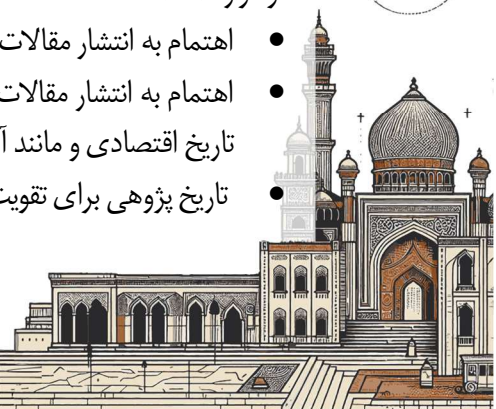 اهتمام به انتشار مقالات
اهتمام به انتشار مقالات
تاریخ اقتصادی و مانند
تاریخ پژوهی برای تقویت